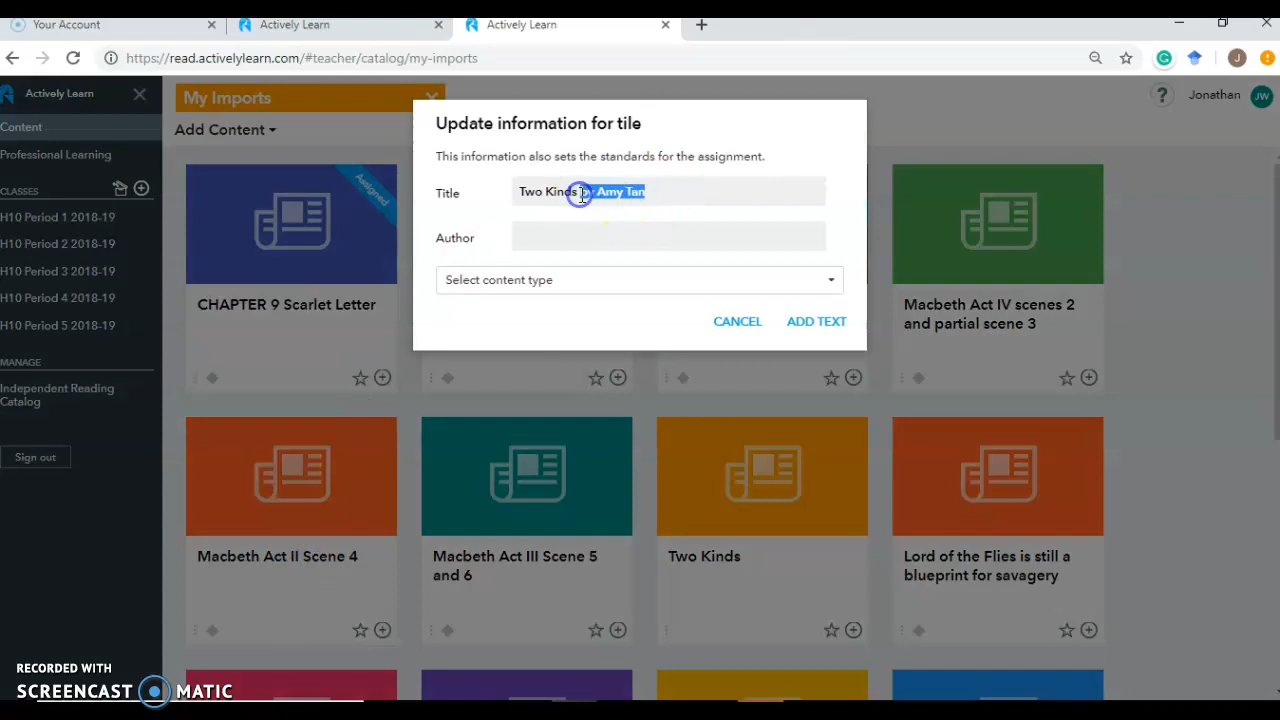 Your Account
Actively Learn
Actively Learn
https://read.activelylearn.com/#teacher/catalog/my-imports
Actively Learn
My Imports
Jonathan JW
Content
Add Content
Professional Learning
CLASSES
H10 Period 1 2018-19
H10 Period 2 2018-19
H10 Period 3 2018-19
H10 Period 4 2018-19
H10 Period 5 2018-19
MANAGE
Independent Reading
Catalog
Sign out
Update information for tile
This information also sets the standards for the assignment.
Title
Two Kinds by Amy Tan
Author
Select content type
CANCEL ADD TEXT
Assigned
CHAPTER 9 Scarlet Letter
Macbeth Act IV scenes 2
and partial scene 3
Macbeth Act II Scene 4
Macbeth Act III Scene 5
and 6
Two Kinds
Lord of the Flies is still a
blueprint for savagery
RECORDED WITH
SCREENCAST MATIC